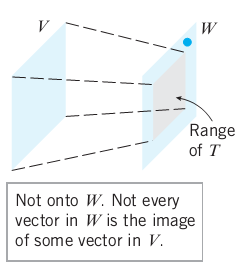 V
W
Range
of T
Not onto W. Not every
vector in W is the image
of some vector in V.